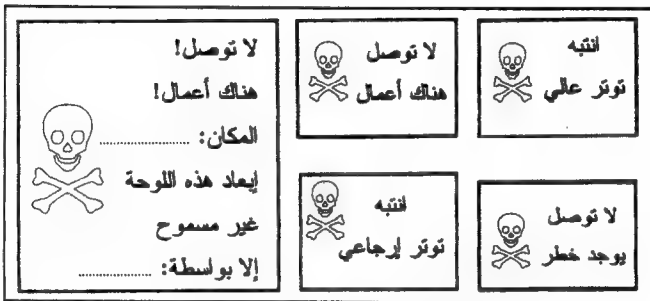 انتبه
توتر عالي
لا توصل
هناك أعمال
لا توصل!
هناك أعمال!
المكان: ..................
إبعاد هذه اللوحة
غير مسموح
إلا بواسطة: ..................
لا توصل
يوجد خطر
انتبه
توتر إرجاعي